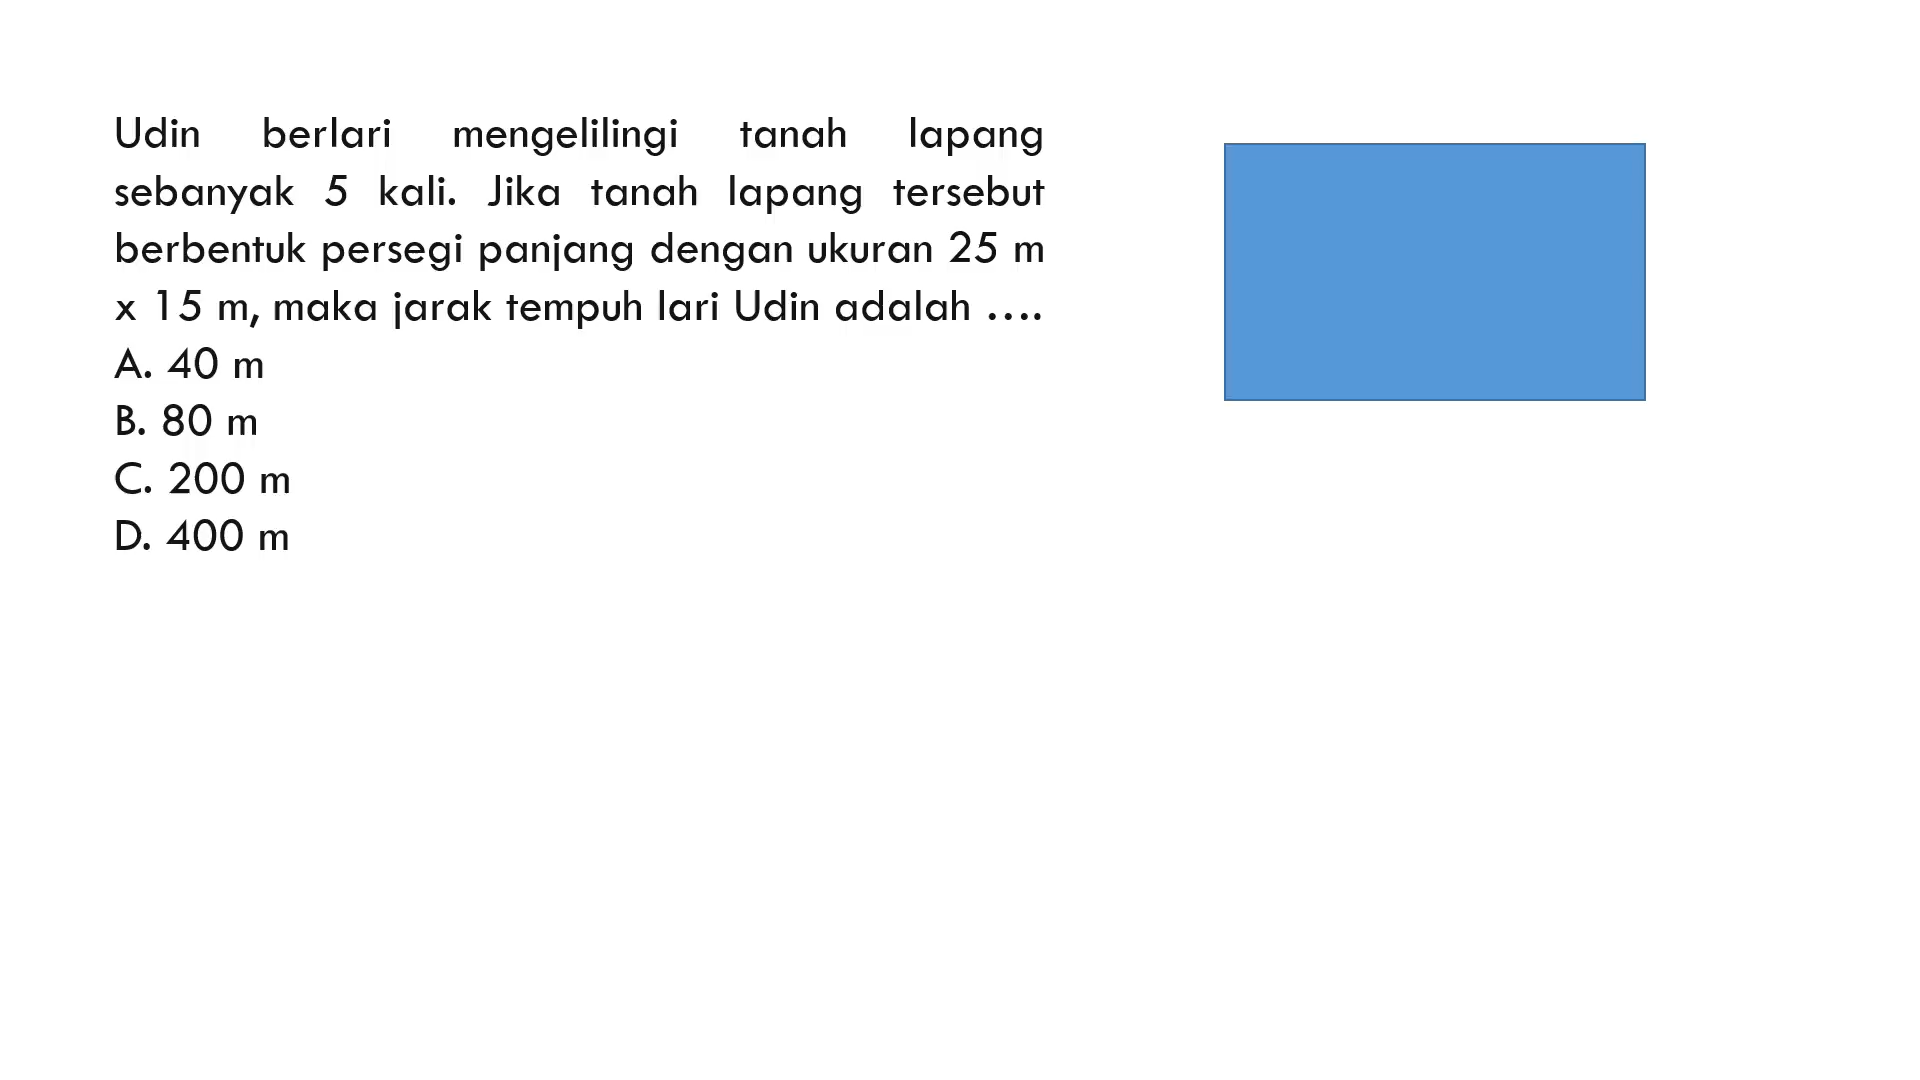 Udin berlari mengelilingi tanah lapang
sebanyak 5 kali. Jika tanah lapang tersebut
berbentuk persegi panjang dengan ukuran 25 m
x 15 m, maka jarak tempuh lari Udin adalah ....
A. 40 m
B. 80 m
C. 200 m
D. 400 m